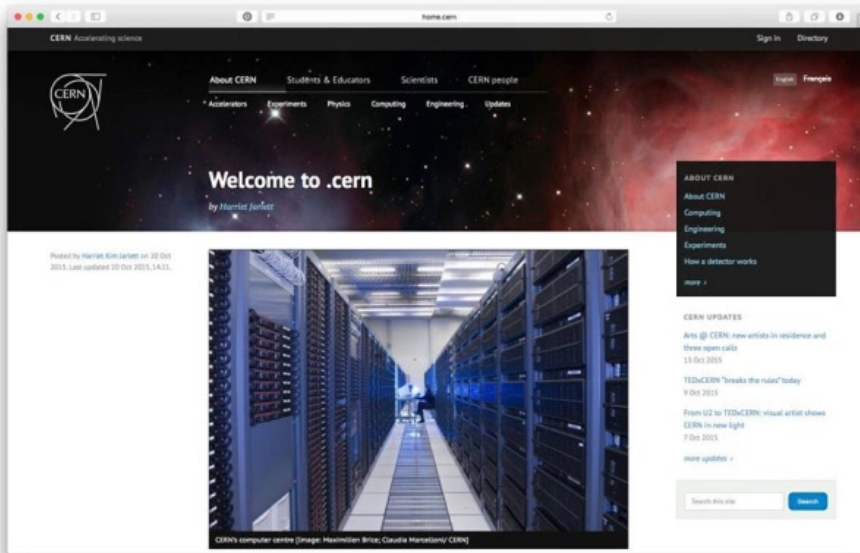 home.cern
CERN Accelerating science
Sign in Directory
CERN
About CERN Students & Educators Scientists CERN people
English Français
Accelerators Experiments Physics Computing Engineering Updates
Welcome to .cern
by Harriet Jarlett
Posted by Harriet Kim Jarlett on 20 Oct
2015. Last updated 20 Oct 2015, 14.11.
CERN's computer centre [Image: Maximilien Brice; Claudia Marcelloni/ CERN]
ABOUT CERN
About CERN
Computing
Engineering
Experiments
How a detector works
more ›
CERN UPDATES
Arts @ CERN: new artists in residence and
three open calls
13 Oct 2015
TEDxCERN "breaks the rules" today
9 Oct 2015
From U2 to TEDxCERN: visual artist shows
CERN in new light
7 Oct 2015
more updates ›
Search this site Search